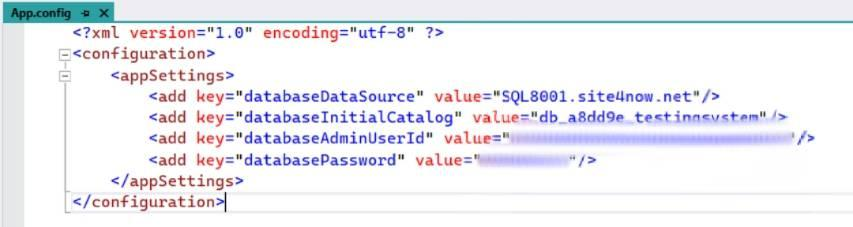 App.config
<?xml version="1.0" encoding="utf-8" ?>
<configuration>
<appSettings>
<add key="databaseDataSource" value="SQL8001.site4now.net"/>
<add key="databaseInitialCatalog" value="db_a8dd9e_testingsystem"/>
<add key="databaseAdminUserId" value=""/>
<add key="databasePassword" value=""/>
</appSettings>
</configuration>